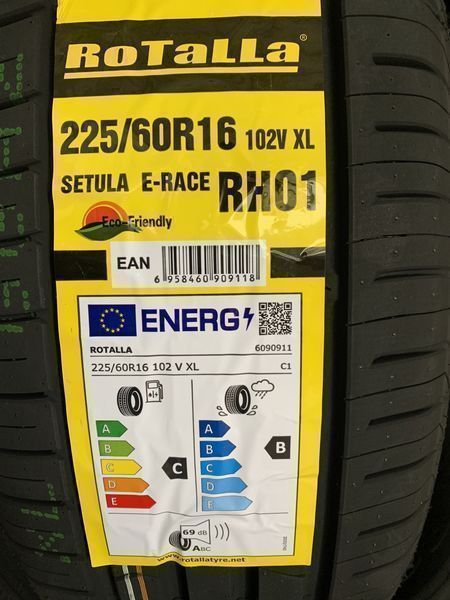 RoTaLLa
225/60R16 102V XL
SETULA E-RACE RH01
Eco-Friendly
EAN
6 958460 909118
ENERG
ROTALLA 6090911
225/60R16 102 V XL C1
A A
B B B
C C C
D D
E E
69 dB
ABC
www.rotallatyre.net